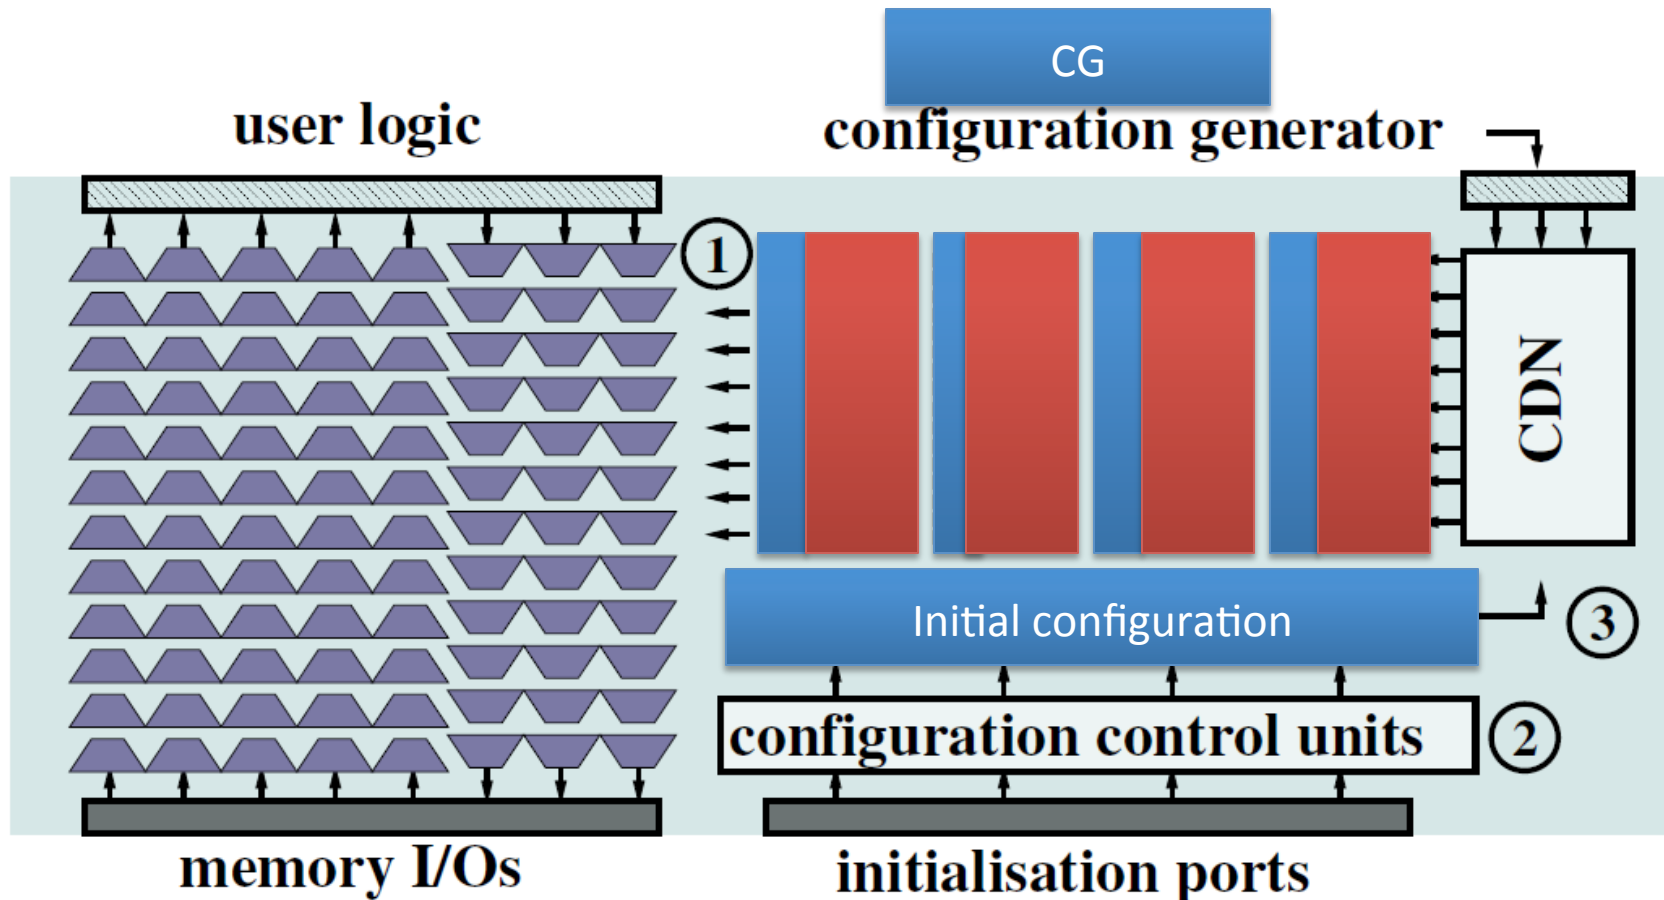 CG
user logic
configuration generator
1
CDN
Initial configuration
3
configuration control units
2
memory I/Os
initialisation ports